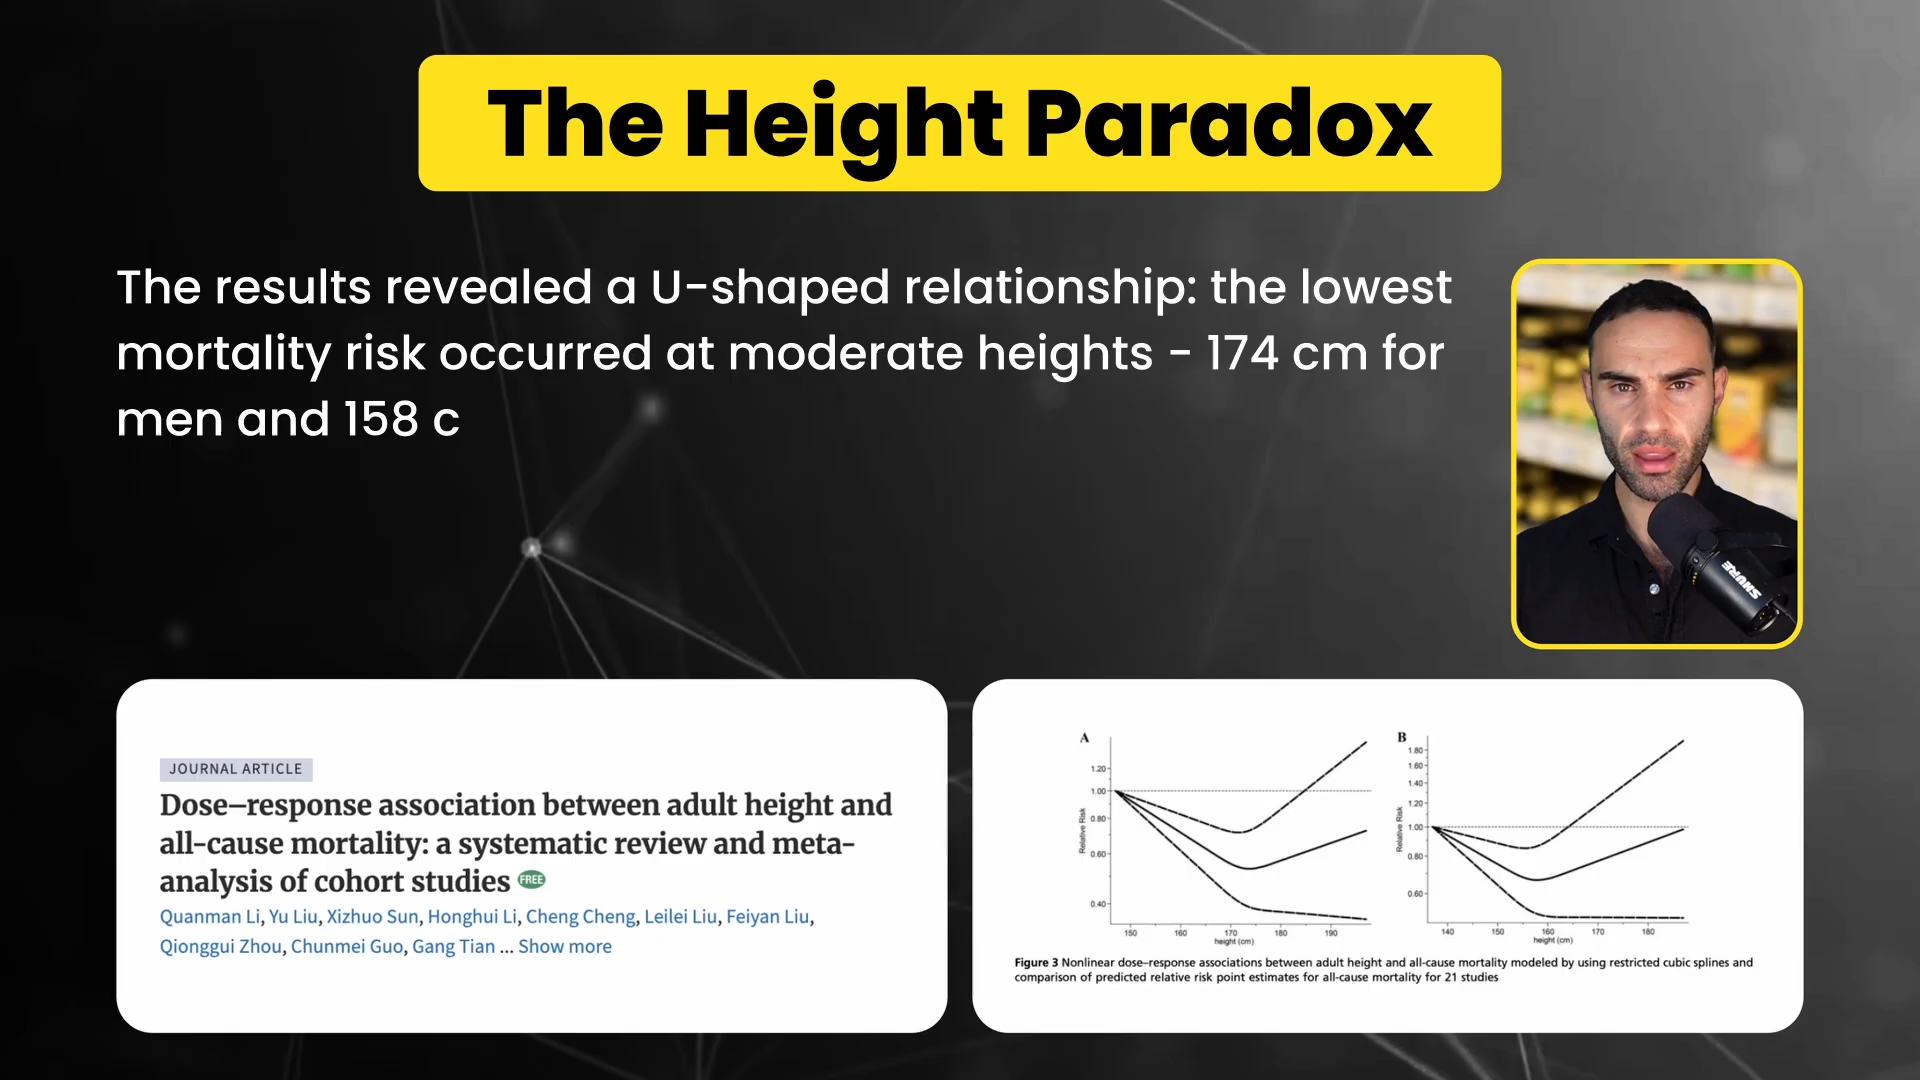 The Height Paradox
The results revealed a U-shaped relationship: the lowest
mortality risk occurred at moderate heights - 174 cm for
men and 158 c
SHURE
JOURNAL ARTICLE
Dose–response association between adult height and
all-cause mortality: a systematic review and meta-
analysis of cohort studies FREE
Quanman Li, Yu Liu, Xizhuo Sun, Honghui Li, Cheng Cheng, Leilei Liu, Feiyan Liu,
Qionggui Zhou, Chunmei Guo, Gang Tian ... Show more
A
1.20
1.00
0.80
0.60
0.40
Relative Risk
150 160 170 180 190
height (cm)
B
1.80
1.60
1.40
1.20
1.00
0.80
0.60
Relative Risk
140 150 160 170 180
height (cm)
Figure 3 Nonlinear dose–response associations between adult height and all-cause mortality modeled by using restricted cubic splines and
comparison of predicted relative risk point estimates for all-cause mortality for 21 studies